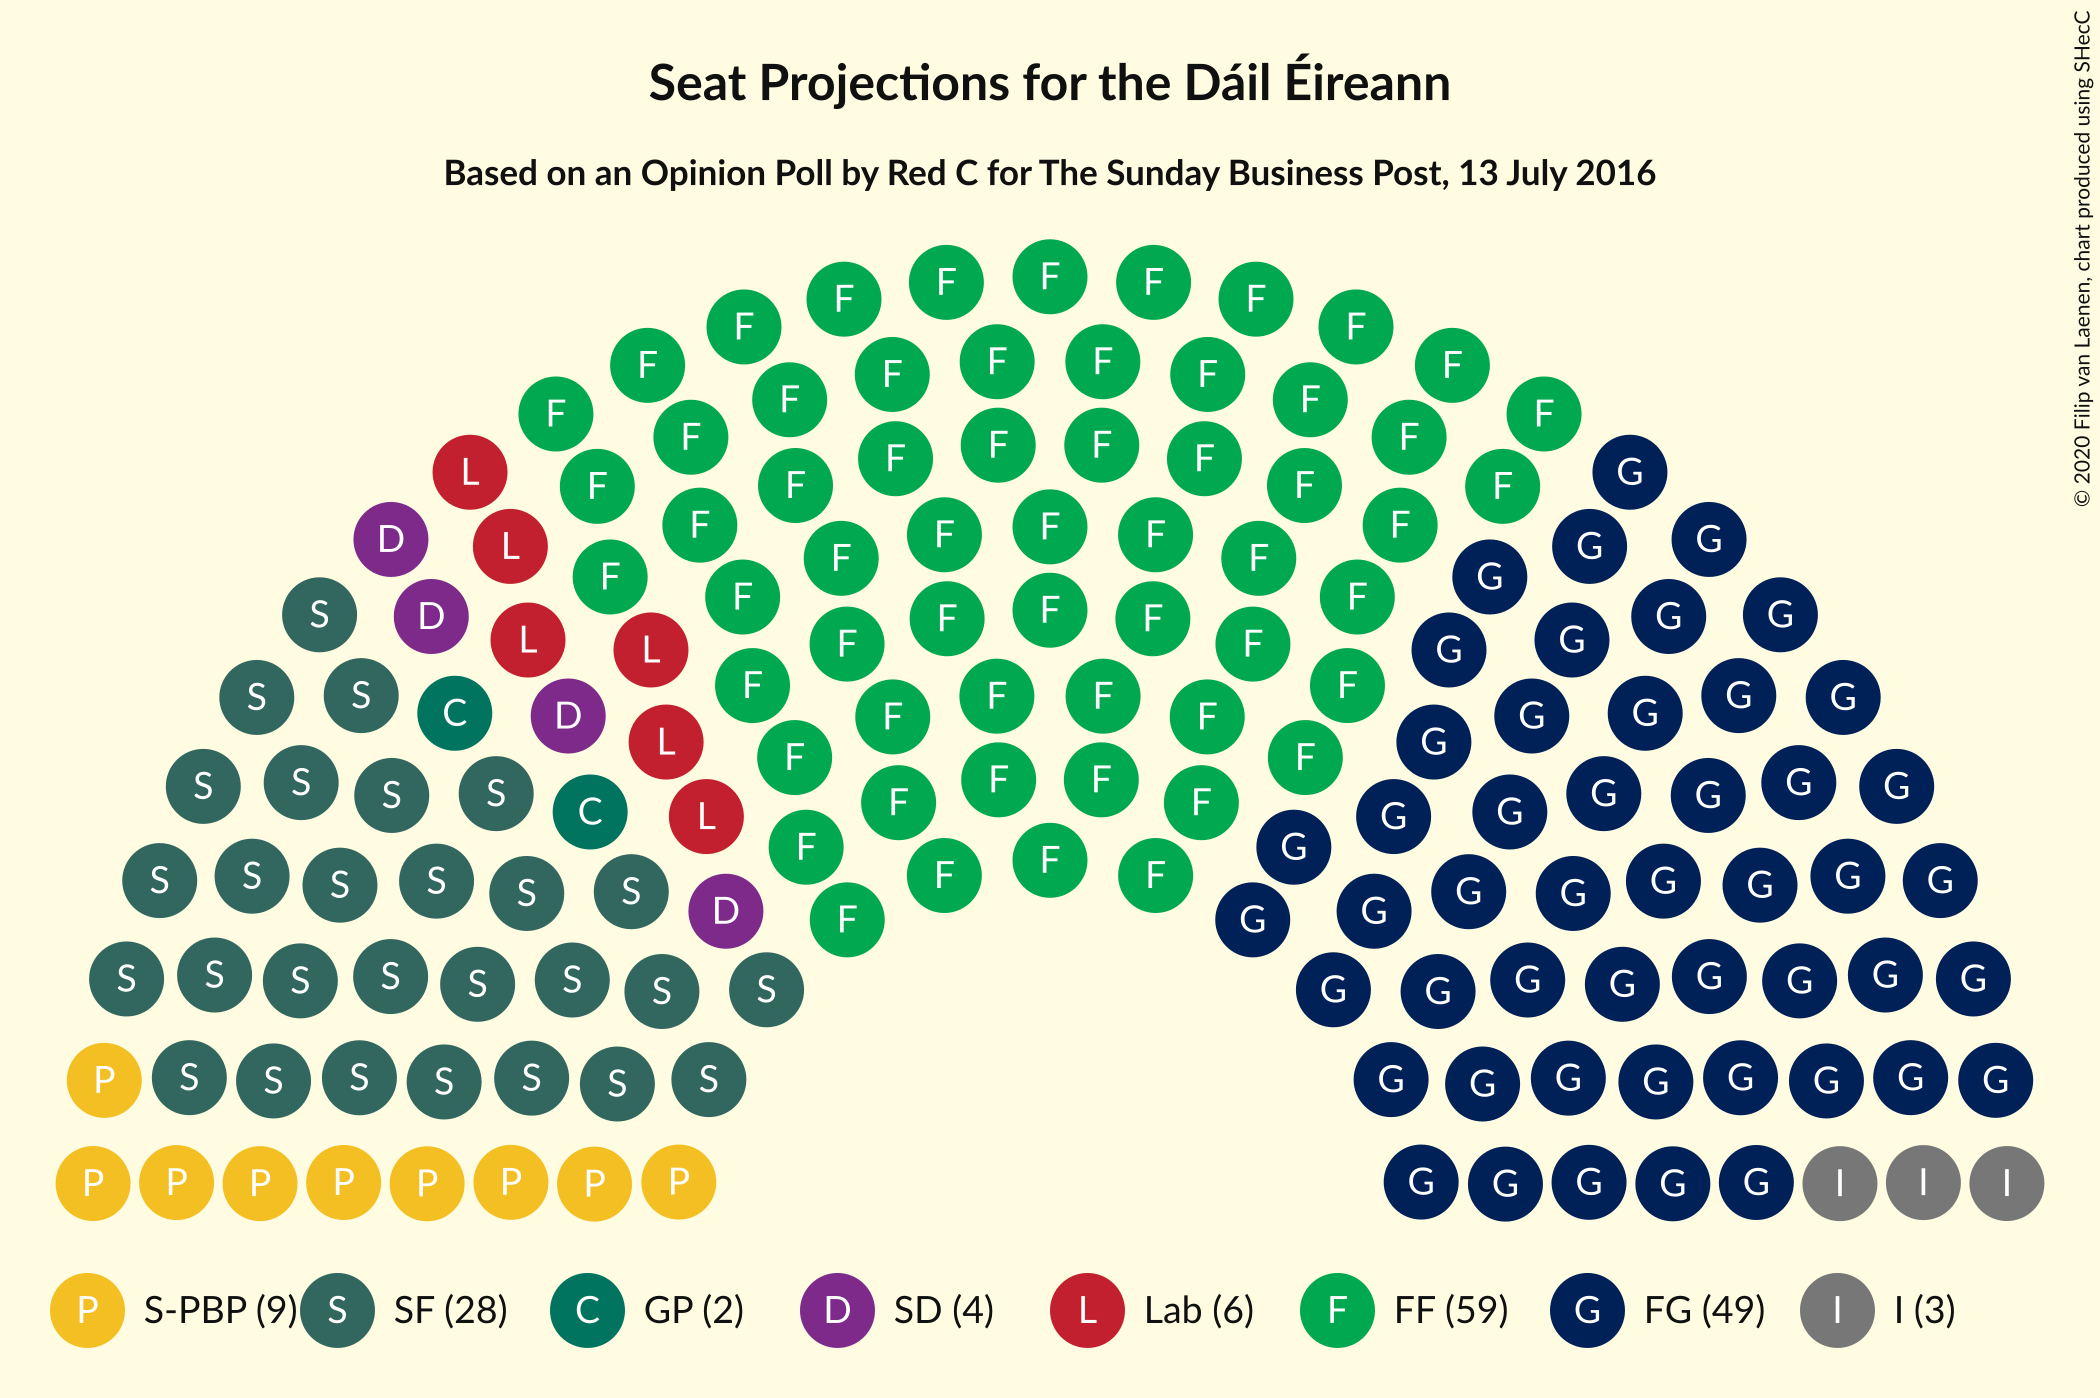 Seat Projections for the Dáil Éireann
Based on an Opinion Poll by Red C for The Sunday Business Post, 13 July 2016
© 2020 Filip van Laenen, chart produced using SHecC
F F F F F
F F F F
F F F F F F F F
F F F F
L F F F F F F G
F F F F
D L F F F F F G G
F F G
S D L L F F F G G G G
F F F F F
S S C D L F F F F F G G G G G
F F
S S S S C L F F F F G G G G G G
F G
S S S S S S D F F F F G G G G G G G G
S S S S S S S S G G G G G G G G
P S S S S S S S G G G G G G G G
P P P P P P P P G G G G G I I I
P S-PBP (9) S SF (28) C GP (2) D SD (4) L Lab (6) F FF (59) G FG (49) I I (3)